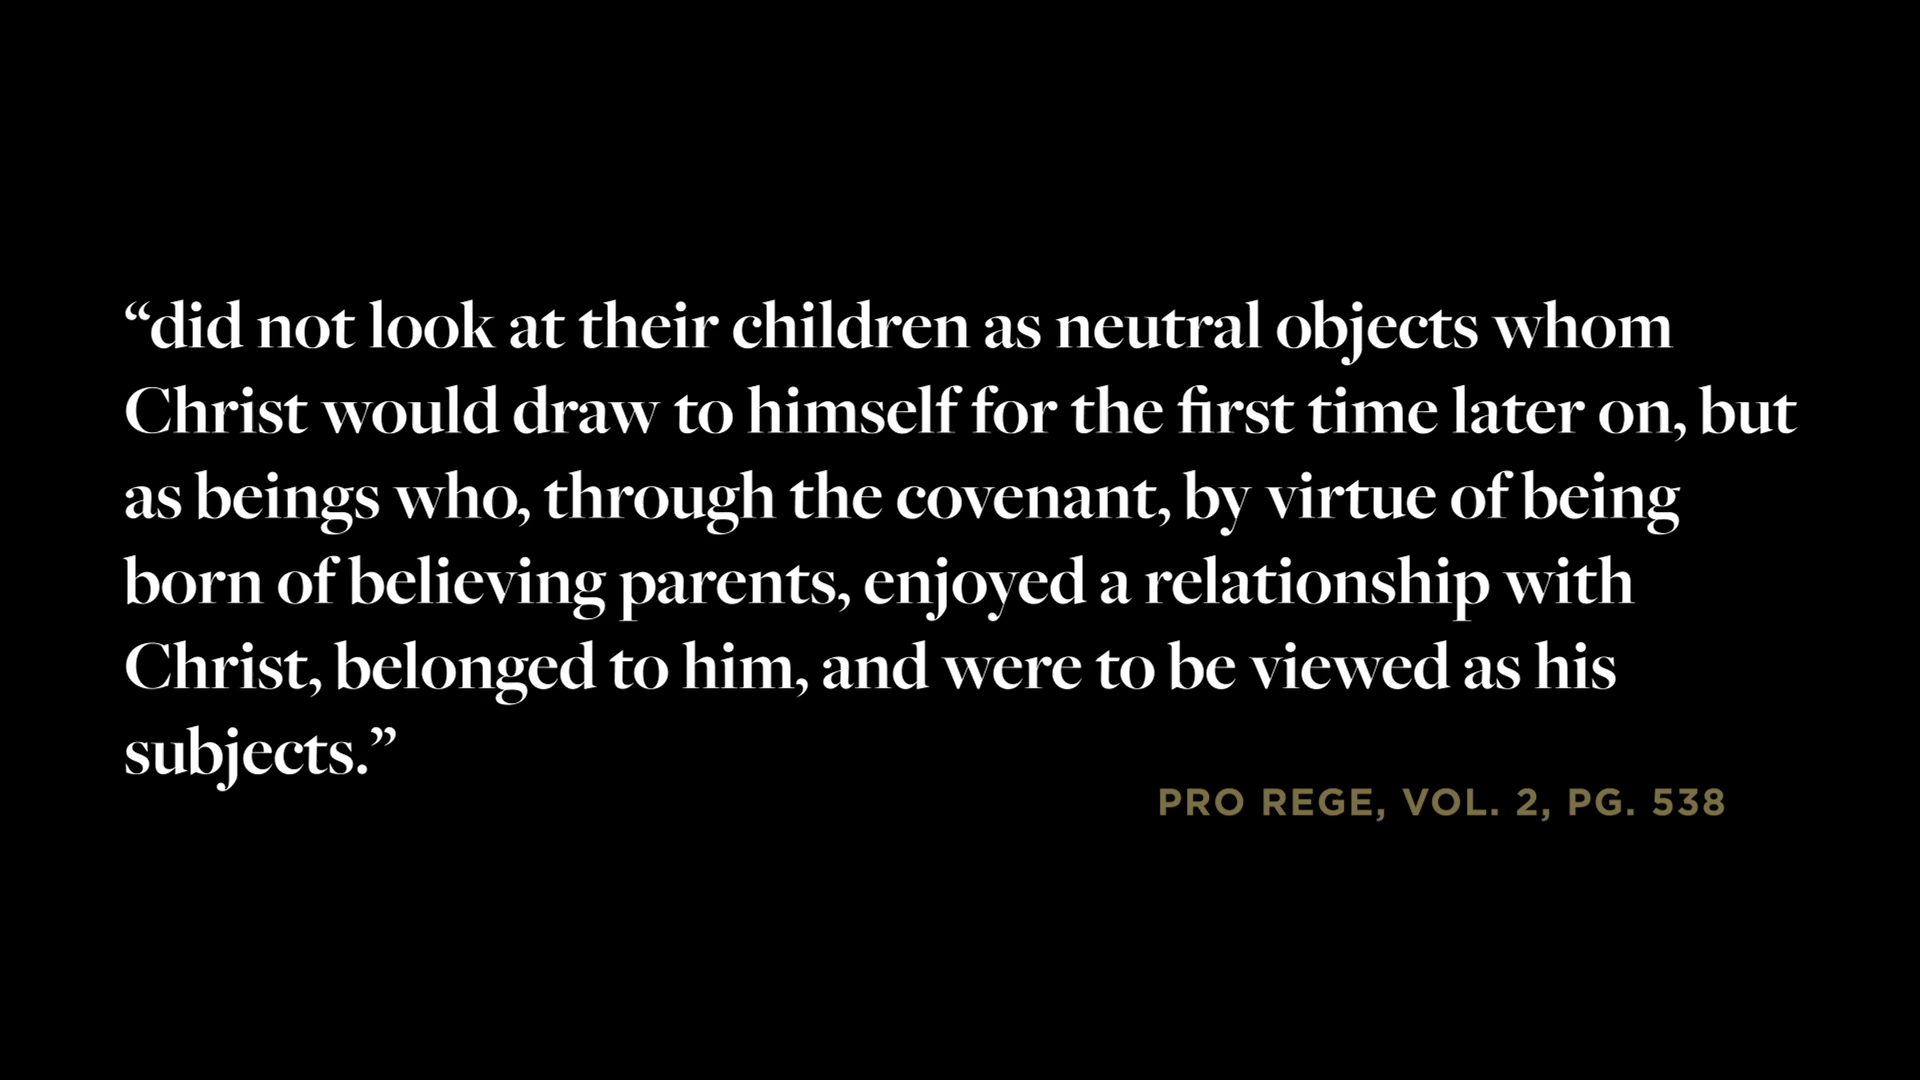 “did not look at their children as neutral objects whom
Christ would draw to himself for the first time later on, but
as beings who, through the covenant, by virtue of being
born of believing parents, enjoyed a relationship with
Christ, belonged to him, and were to be viewed as his
subjects.”
PRO REGE, VOL. 2, PG. 538